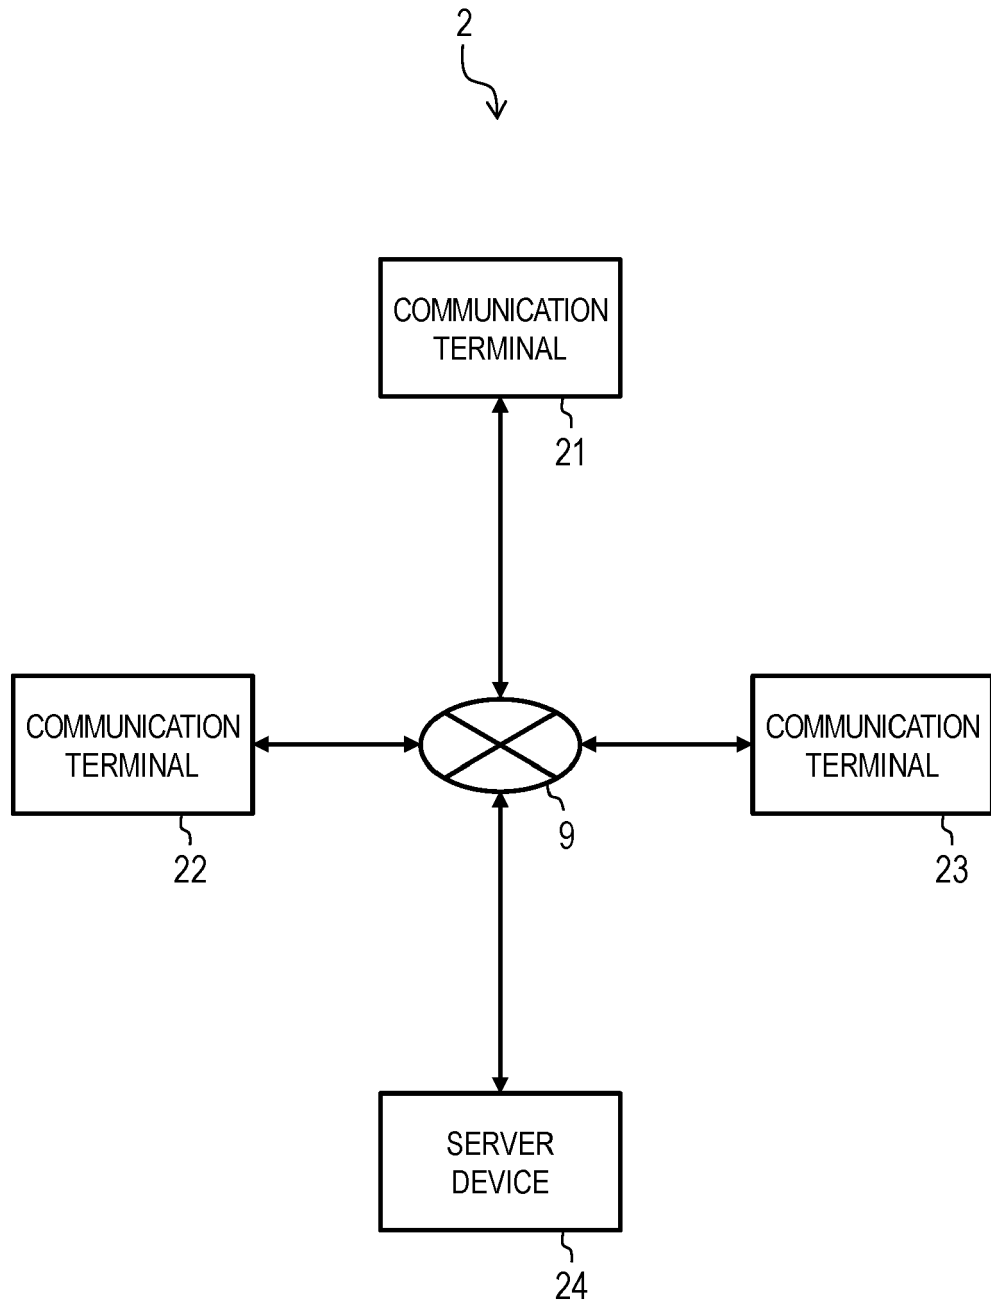 2
COMMUNICATION
TERMINAL
21
COMMUNICATION
TERMINAL
22
9
COMMUNICATION
TERMINAL
23
SERVER
DEVICE
24